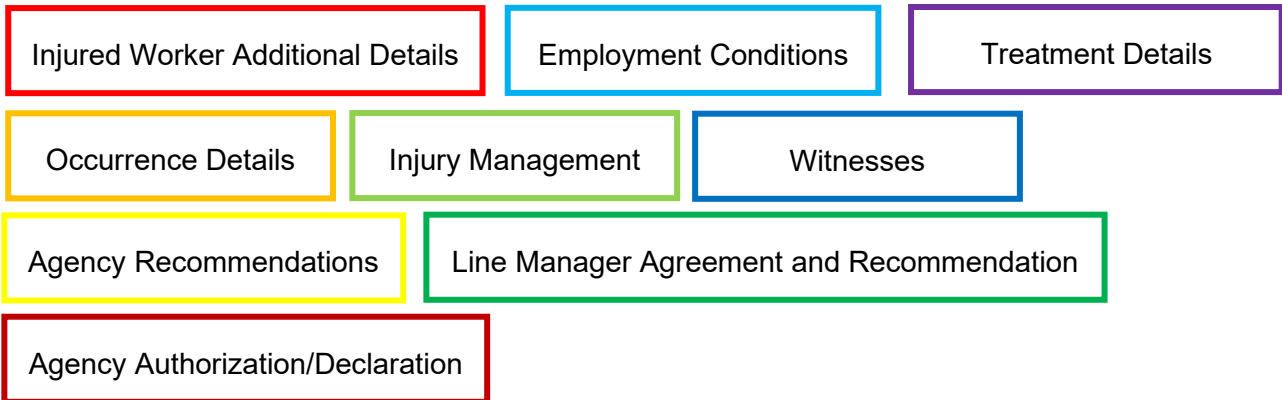 Injured Worker Additional Details
Employment Conditions
Treatment Details
Occurrence Details
Injury Management
Witnesses
Agency Recommendations
Line Manager Agreement and Recommendation
Agency Authorization/Declaration